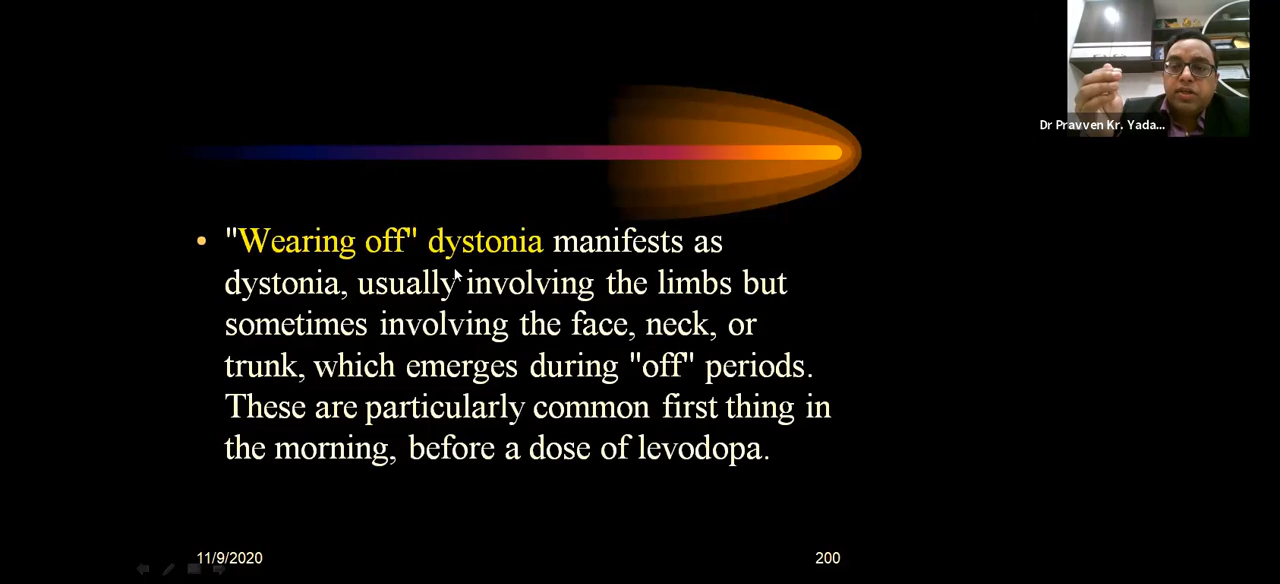 Dr Pravven Kr. Yada...
• "Wearing off" dystonia manifests as
dystonia, usually involving the limbs but
sometimes involving the face, neck, or
trunk, which emerges during "off" periods.
These are particularly common first thing in
the morning, before a dose of levodopa.
11/9/2020
200